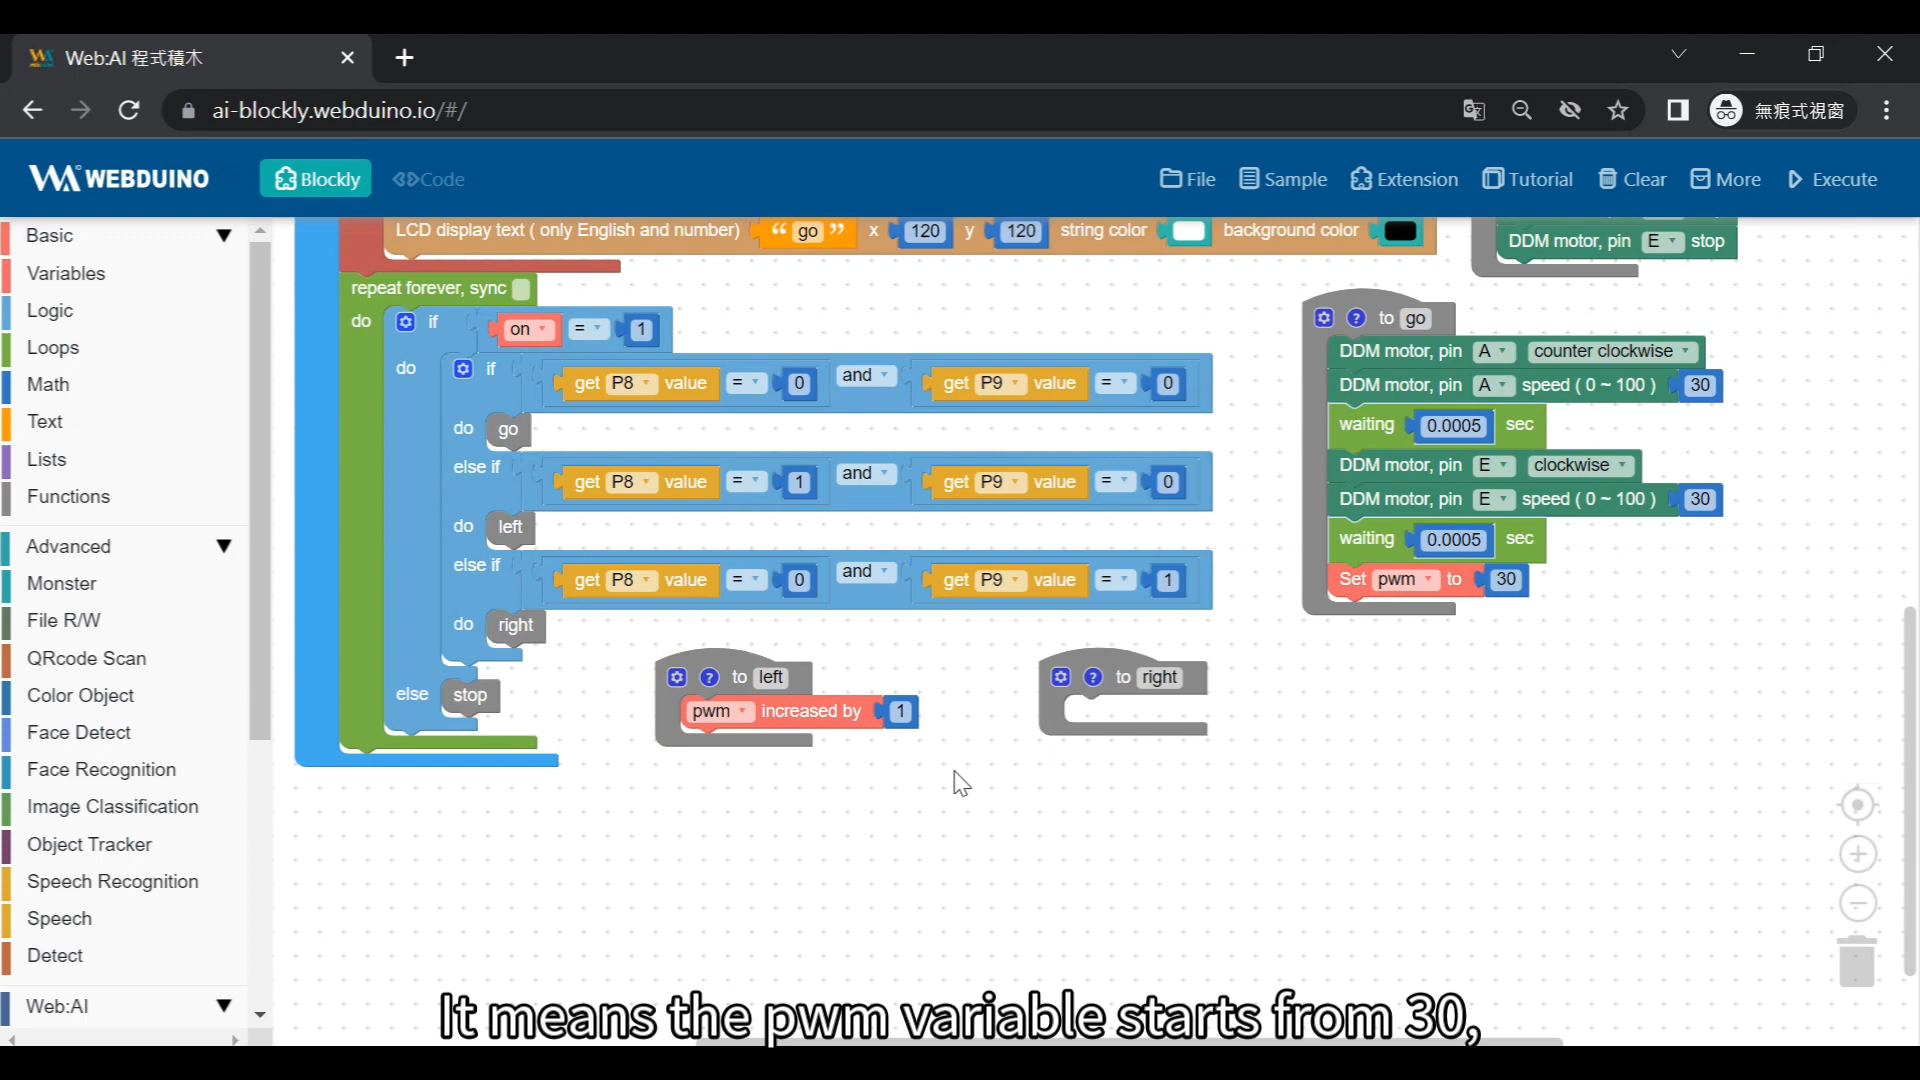 Web:AI 程式積木
ai-blockly.webduino.io/#/
無痕式視窗
WEBDUINO
Blockly
Code
File
Sample
Extension
Tutorial
Clear
More
Execute
Basic
Variables
Logic
Loops
Math
Text
Lists
Functions
Advanced
Monster
File R/W
QRcode Scan
Color Object
Face Detect
Face Recognition
Image Classification
Object Tracker
Speech Recognition
Speech
Detect
Web:AI
LCD display text ( only English and number) “ go ” x 120 y 120 string color background color
repeat forever, sync
do if on = 1
do if get P8 value = 0 and get P9 value = 0
do go
else if get P8 value = 1 and get P9 value = 0
do left
else if get P8 value = 0 and get P9 value = 1
do right
else stop
? to left
pwm increased by 1
? to right
DDM motor, pin E stop
? to go
DDM motor, pin A counter clockwise
DDM motor, pin A speed ( 0 ~ 100 ) 30
waiting 0.0005 sec
DDM motor, pin E clockwise
DDM motor, pin E speed ( 0 ~ 100 ) 30
waiting 0.0005 sec
Set pwm to 30
It means the pwm variable starts from 30,